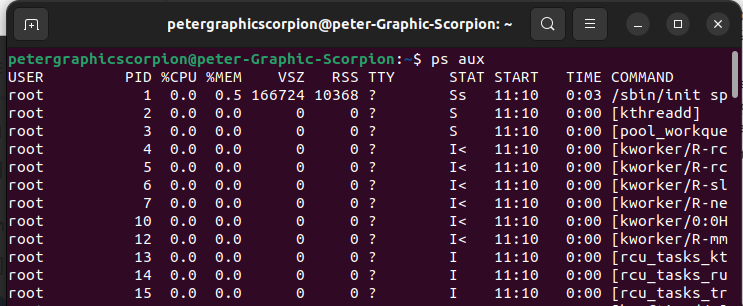 petergraphicscorpion@peter-Graphic-Scorpion: ~
petergraphicscorpion@peter-Graphic-Scorpion:~$ ps aux
USER PID %CPU %MEM VSZ RSS TTY STAT START TIME COMMAND
root 1 0.0 0.5 166724 10368 ? Ss 11:10 0:03 /sbin/init sp
root 2 0.0 0.0 0 0 ? S 11:10 0:00 [kthreadd]
root 3 0.0 0.0 0 0 ? S 11:10 0:00 [pool_workque
root 4 0.0 0.0 0 0 ? I< 11:10 0:00 [kworker/R-rc
root 5 0.0 0.0 0 0 ? I< 11:10 0:00 [kworker/R-rc
root 6 0.0 0.0 0 0 ? I< 11:10 0:00 [kworker/R-sl
root 7 0.0 0.0 0 0 ? I< 11:10 0:00 [kworker/R-ne
root 10 0.0 0.0 0 0 ? I< 11:10 0:00 [kworker/0:0H
root 12 0.0 0.0 0 0 ? I< 11:10 0:00 [kworker/R-mm
root 13 0.0 0.0 0 0 ? I 11:10 0:00 [rcu_tasks_kt
root 14 0.0 0.0 0 0 ? I 11:10 0:00 [rcu_tasks_ru
root 15 0.0 0.0 0 0 ? I 11:10 0:00 [rcu_tasks_tr